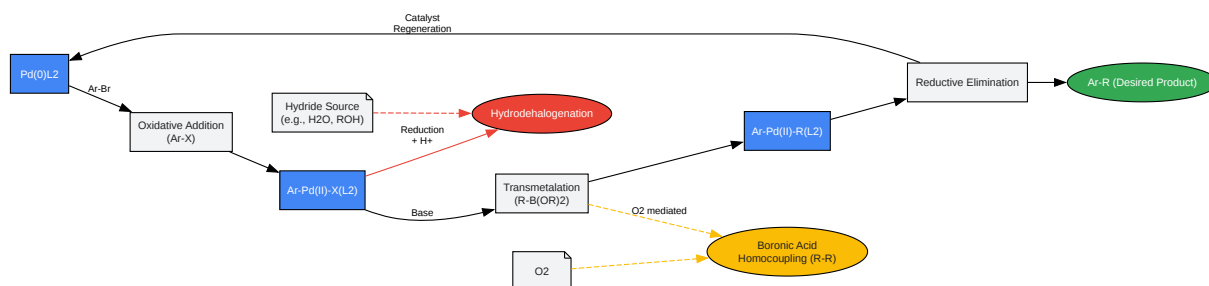 Catalyst
Regeneration
Pd(0)L2
Ar-Br
Oxidative Addition
(Ar-X)
Hydride Source
(e.g., H2O, ROH)
Hydrodehalogenation
Reduction
+ H+
Ar-Pd(II)-X(L2)
Base
Transmetalation
(R-B(OR)2)
O2 mediated
O2
Boronic Acid
Homocoupling (R-R)
Ar-Pd(II)-R(L2)
Reductive Elimination
Ar-R (Desired Product)